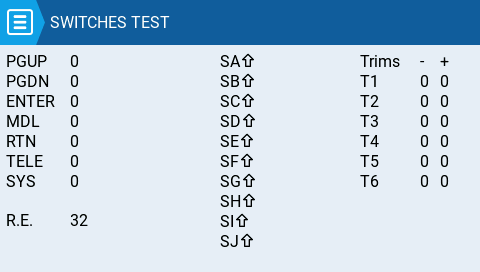 SWITCHES TEST
PGUP 0 SA⇧ Trims - +
PGDN 0 SB⇧ T1 0 0
ENTER 0 SC⇧ T2 0 0
MDL 0 SD⇧ T3 0 0
RTN 0 SE⇧ T4 0 0
TELE 0 SF⇧ T5 0 0
SYS 0 SG⇧ T6 0 0
SH⇧
R.E. 32 SI⇧
SJ⇧